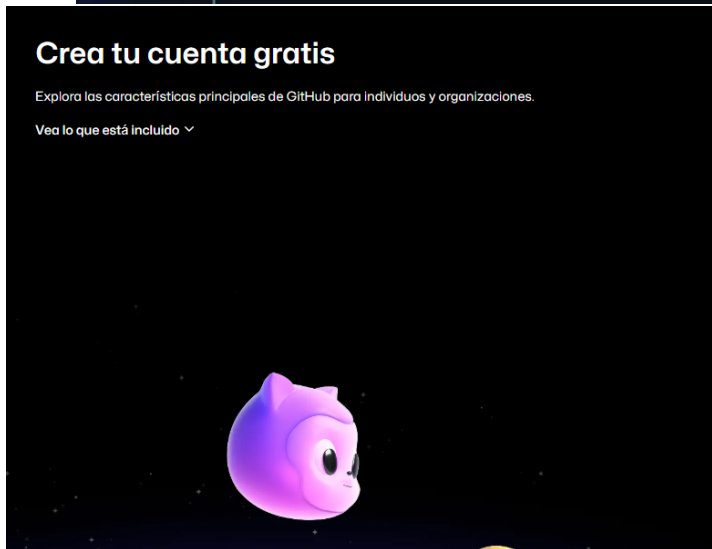 Crea tu cuenta gratis
Explora las características principales de GitHub para individuos y organizaciones.
Vea lo que está incluido